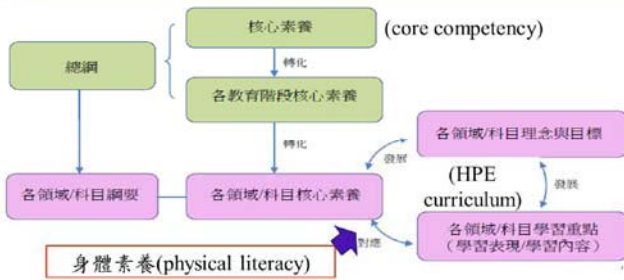 核心素養
(core competency)
轉化
總綱
各教育階段核心素養
轉化
各領域/科目理念與目標
發展
(HPE
curriculum)
發展
各領域/科目綱要
各領域/科目核心素養
各領域/科目學習重點
(學習表現/學習內容)
對應
身體素養(physical literacy)